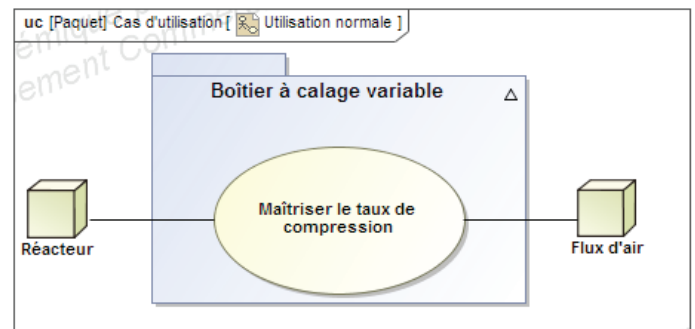 uc [Paquet] Cas d'utilisation [ Utilisation normale ]
Boîtier à calage variable
Maîtriser le taux de
compression
Réacteur
Flux d'air